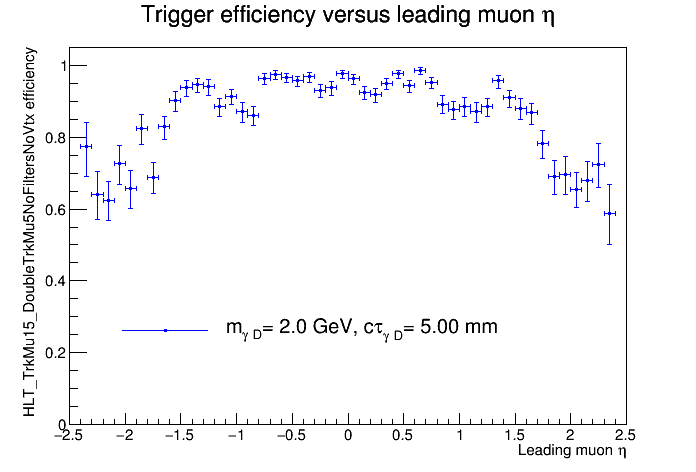 Trigger efficiency versus leading muon η
HLT_TrkMu15_DoubleTrkMu5NoFiltersNoVtx efficiency
1
0.8
0.6
0.4
0.2
0
m_γ D= 2.0 GeV, cτ_γ D= 5.00 mm
−2.5 −2 −1.5 −1 −0.5 0 0.5 1 1.5 2 2.5
Leading muon η